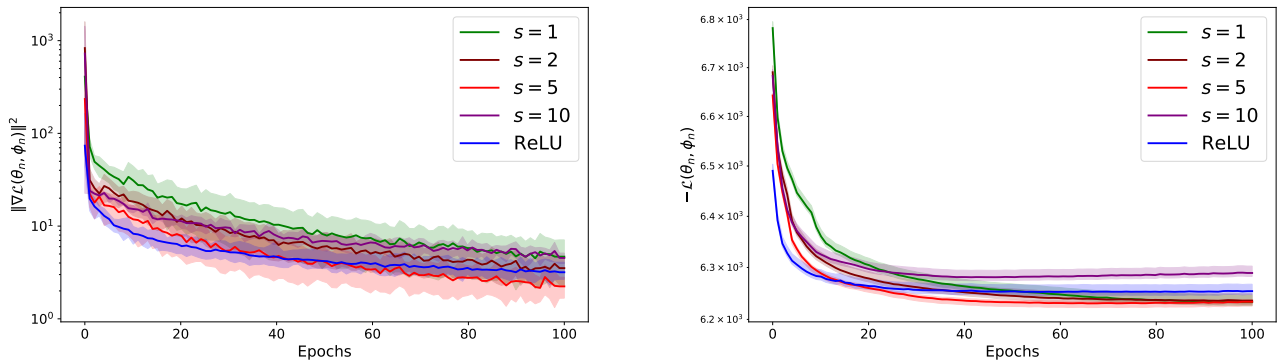 10³
10²
10¹
10⁰
‖∇ℒ(θₙ, ϕₙ)‖²
0
20
40
60
80
100
Epochs
s = 1
s = 2
s = 5
s = 10
ReLU
6.8 × 10³
6.7 × 10³
6.6 × 10³
6.5 × 10³
6.4 × 10³
6.3 × 10³
6.2 × 10³
−ℒ(θₙ, ϕₙ)
0
20
40
60
80
100
Epochs
s = 1
s = 2
s = 5
s = 10
ReLU